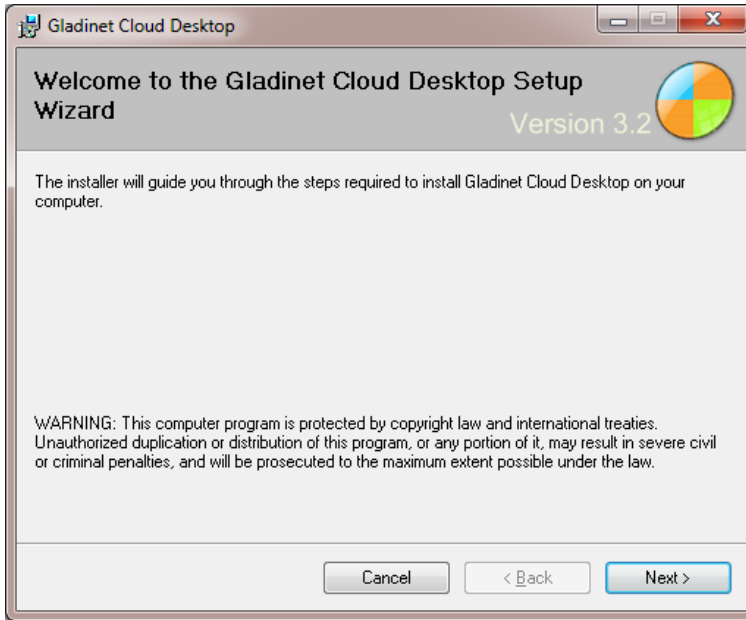 Gladinet Cloud Desktop
Welcome to the Gladinet Cloud Desktop Setup
Wizard
Version 3.2
The installer will guide you through the steps required to install Gladinet Cloud Desktop on your
computer.
WARNING: This computer program is protected by copyright law and international treaties.
Unauthorized duplication or distribution of this program, or any portion of it, may result in severe civil
or criminal penalties, and will be prosecuted to the maximum extent possible under the law.
Cancel
< Back
Next >